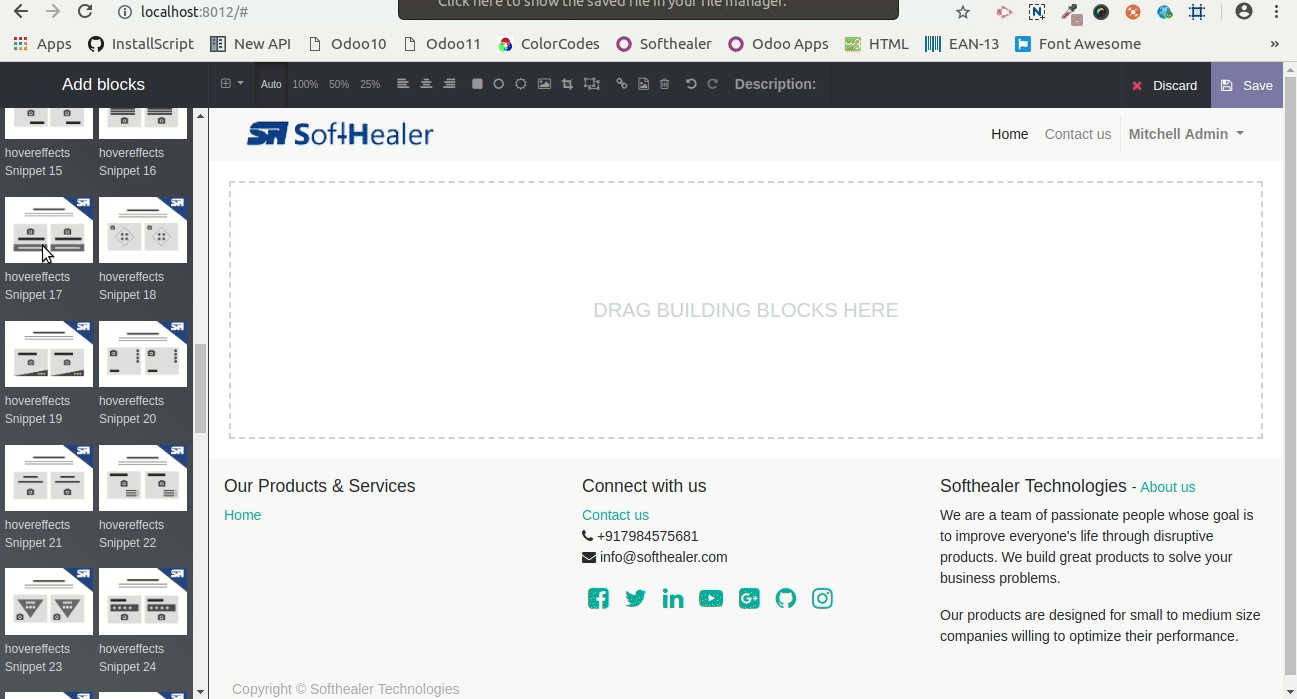 Click here to show the saved file in your file manager.
localhost:8012/#
Apps InstallScript New API Odoo10 Odoo11 ColorCodes Softhealer Odoo Apps HTML EAN-13 Font Awesome »
Add blocks Auto 100% 50% 25% Description: Discard Save
SoftHealer Home Contact us Mitchell Admin
hovereffects Snippet 15
hovereffects Snippet 16
hovereffects Snippet 17
hovereffects Snippet 18
hovereffects Snippet 19
hovereffects Snippet 20
hovereffects Snippet 21
hovereffects Snippet 22
hovereffects Snippet 23
hovereffects Snippet 24
DRAG BUILDING BLOCKS HERE
Our Products & Services
Home
Connect with us
Contact us
+917984575681
info@softhealer.com
Softhealer Technologies - About us
We are a team of passionate people whose goal is
to improve everyone's life through disruptive
products. We build great products to solve your
business problems.
Our products are designed for small to medium size
companies willing to optimize their performance.
Copyright © Softhealer Technologies